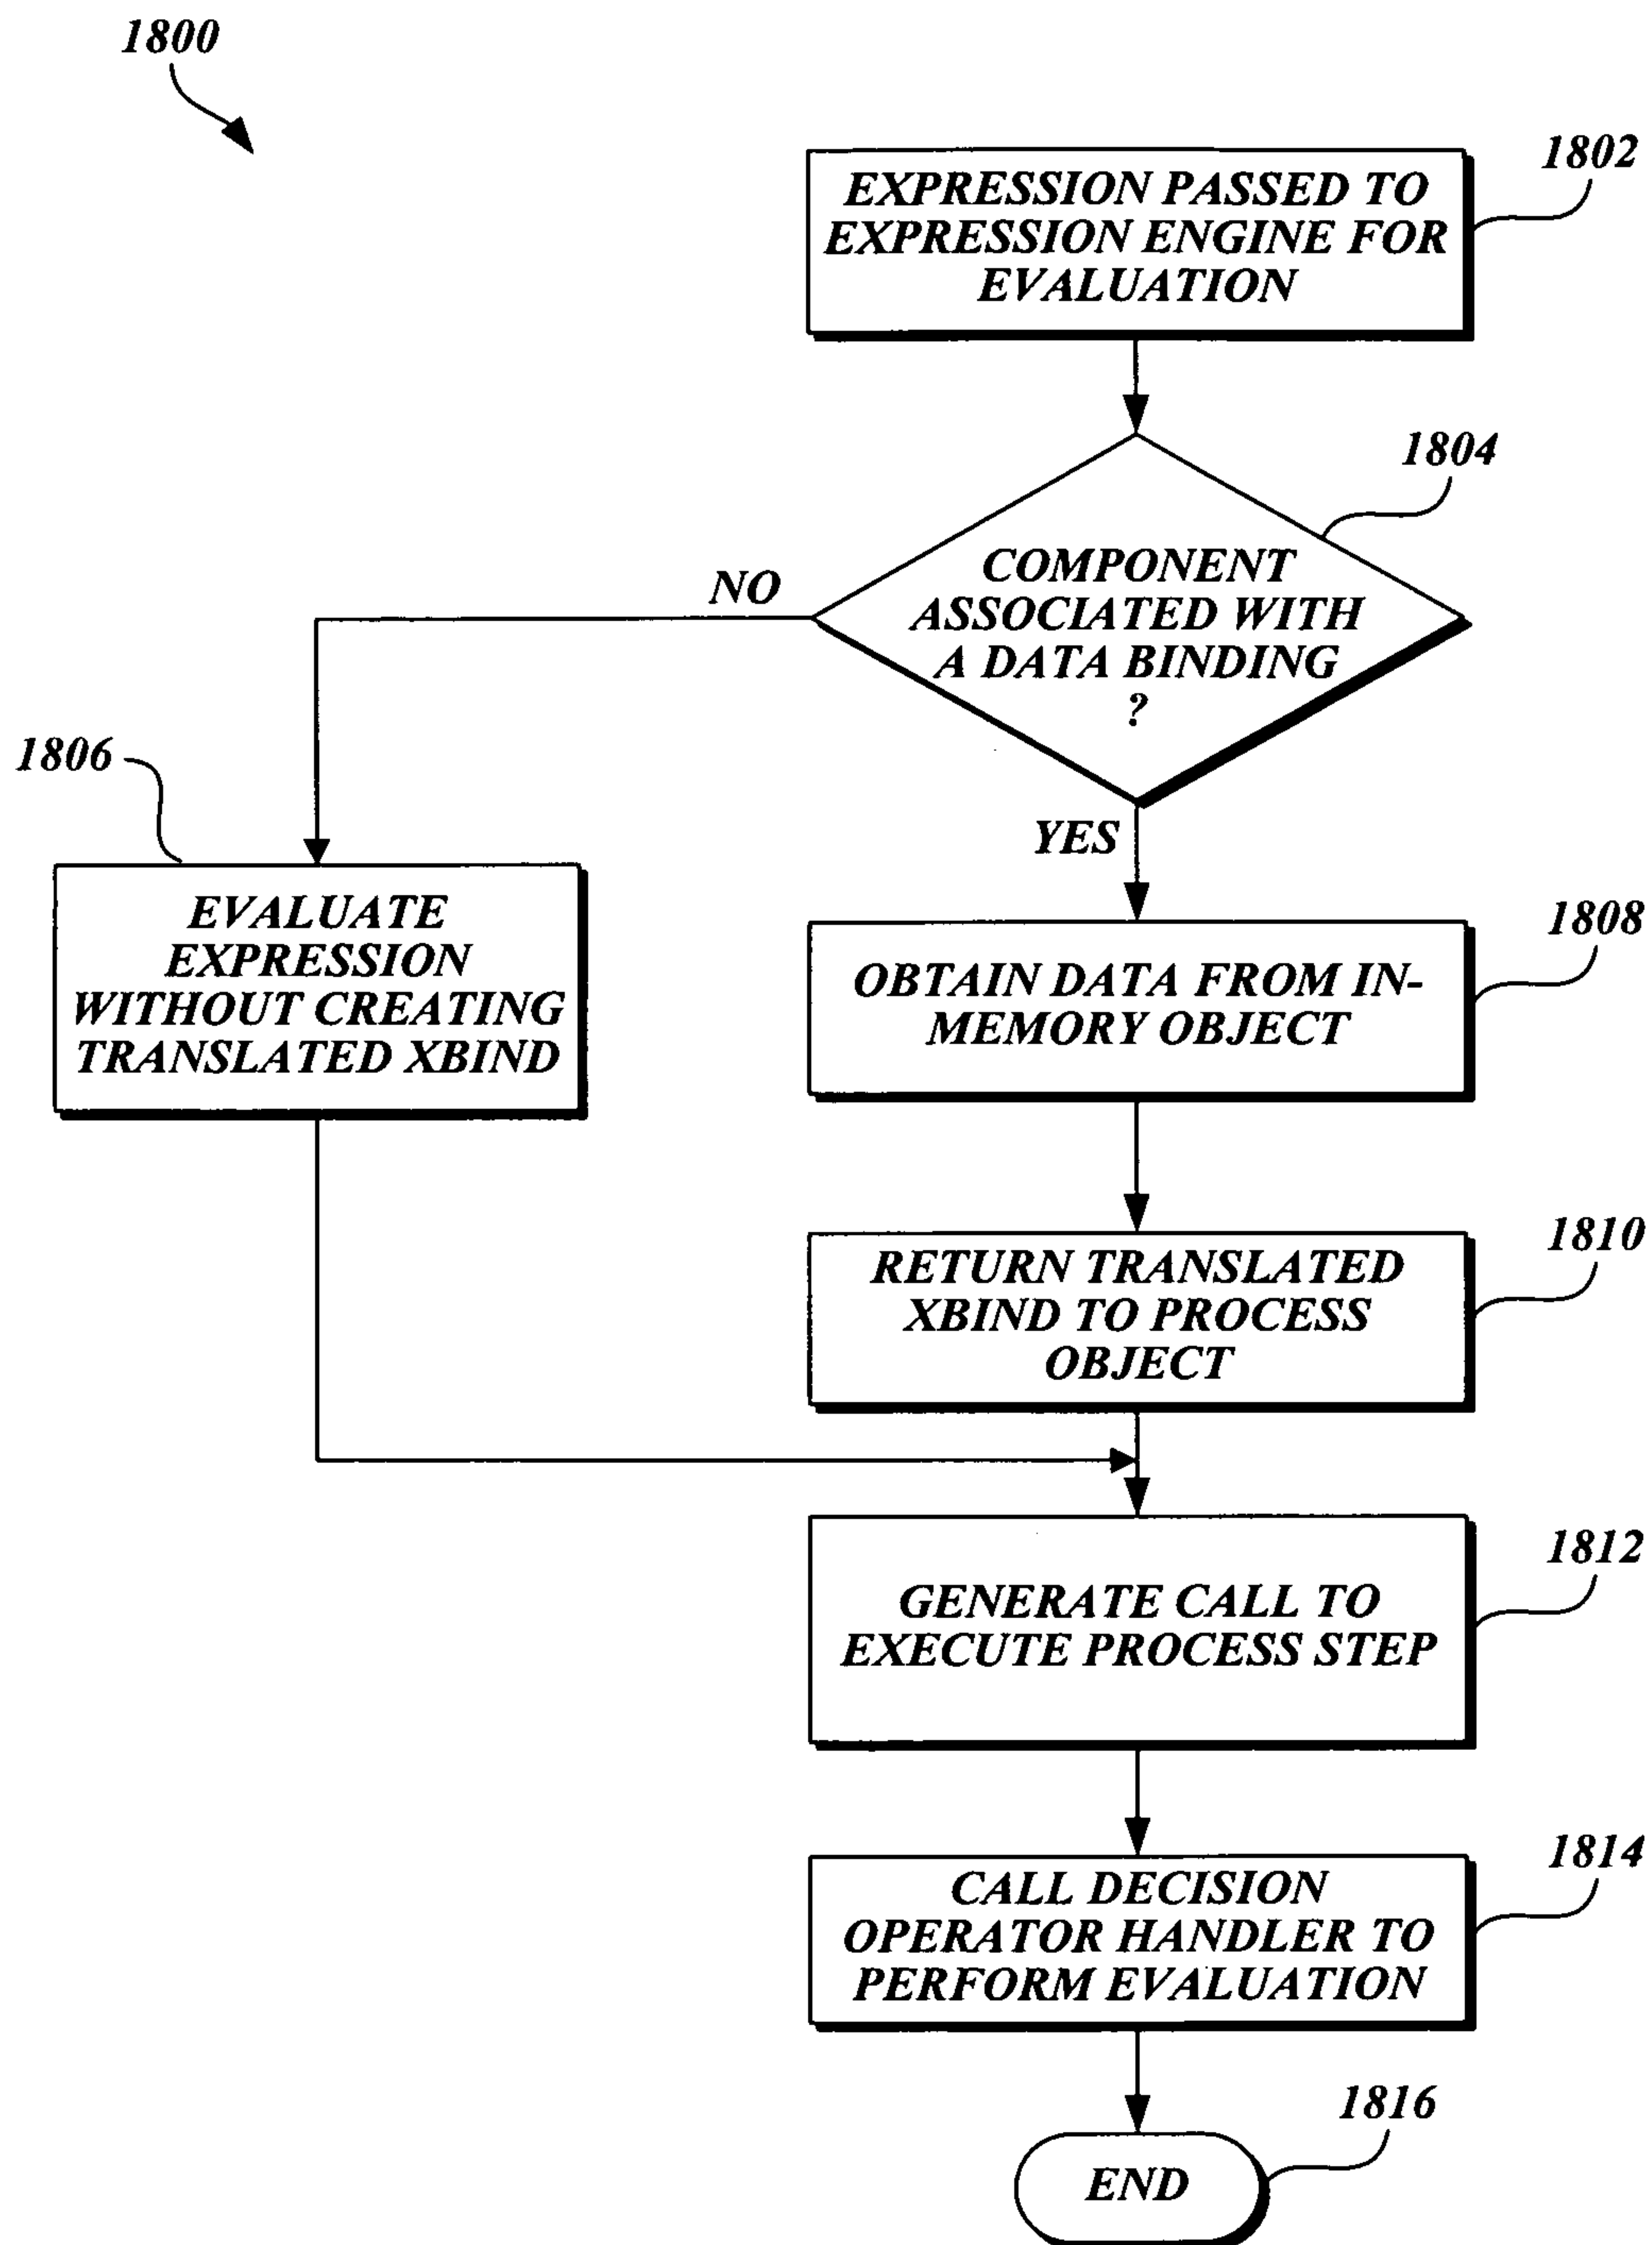 1800
1802
EXPRESSION PASSED TO
EXPRESSION ENGINE FOR
EVALUATION
1804
COMPONENT
ASSOCIATED WITH
A DATA BINDING
?
NO
YES
1806
EVALUATE
EXPRESSION
WITHOUT CREATING
TRANSLATED XBIND
1808
OBTAIN DATA FROM IN-
MEMORY OBJECT
1810
RETURN TRANSLATED
XBIND TO PROCESS
OBJECT
1812
GENERATE CALL TO
EXECUTE PROCESS STEP
1814
CALL DECISION
OPERATOR HANDLER TO
PERFORM EVALUATION
1816
END